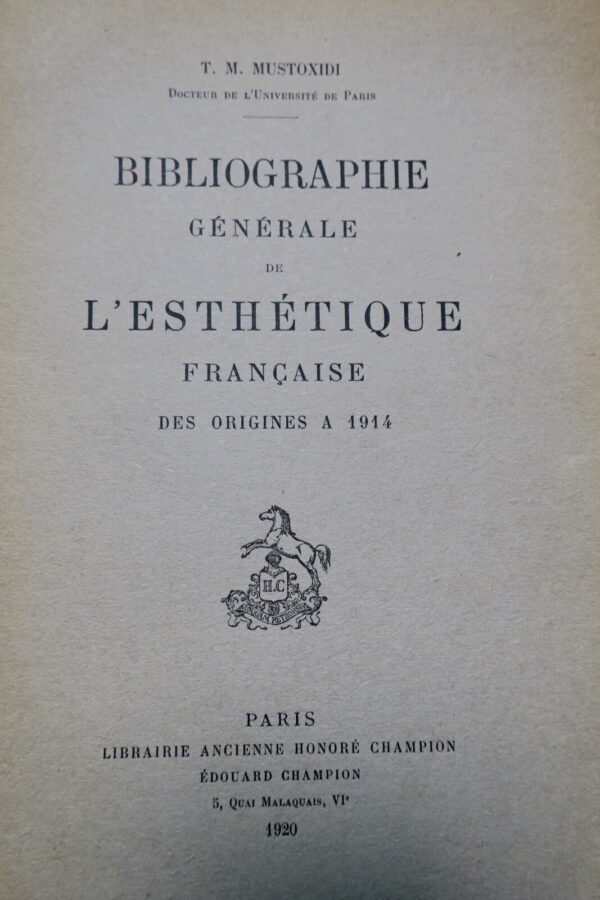 T. M. MUSTOXIDI
DOCTEUR DE L'UNIVERSITÉ DE PARIS
BIBLIOGRAPHIE
GÉNÉRALE
DE
L'ESTHÉTIQUE
FRANÇAISE
DES ORIGINES A 1914
H.C
PARIS
LIBRAIRIE ANCIENNE HONORÉ CHAMPION
ÉDOUARD CHAMPION
5, QUAI MALAQUAIS, VIe
1920